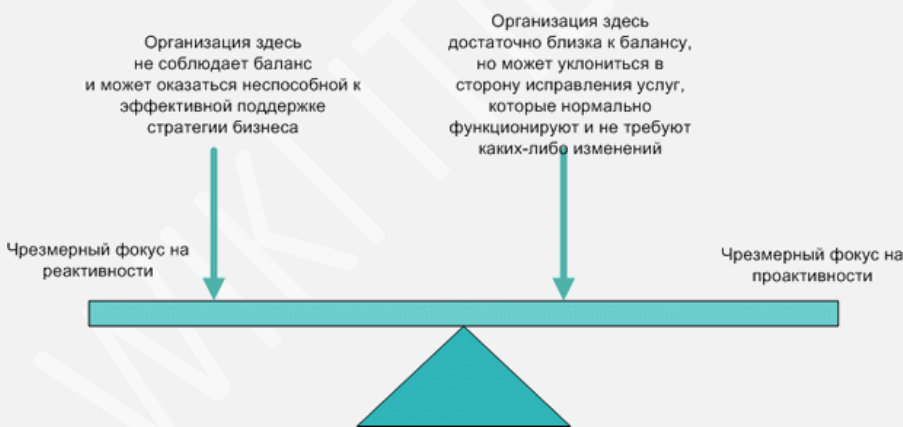 Организация здесь
не соблюдает баланс
и может оказаться неспособной к
эффективной поддержке
стратегии бизнеса
Организация здесь
достаточно близка к балансу,
но может уклониться в
сторону исправления услуг,
которые нормально
функционируют и не требуют
каких-либо изменений
Чрезмерный фокус на
реактивности
Чрезмерный фокус на
проактивности
WIKI ITIL